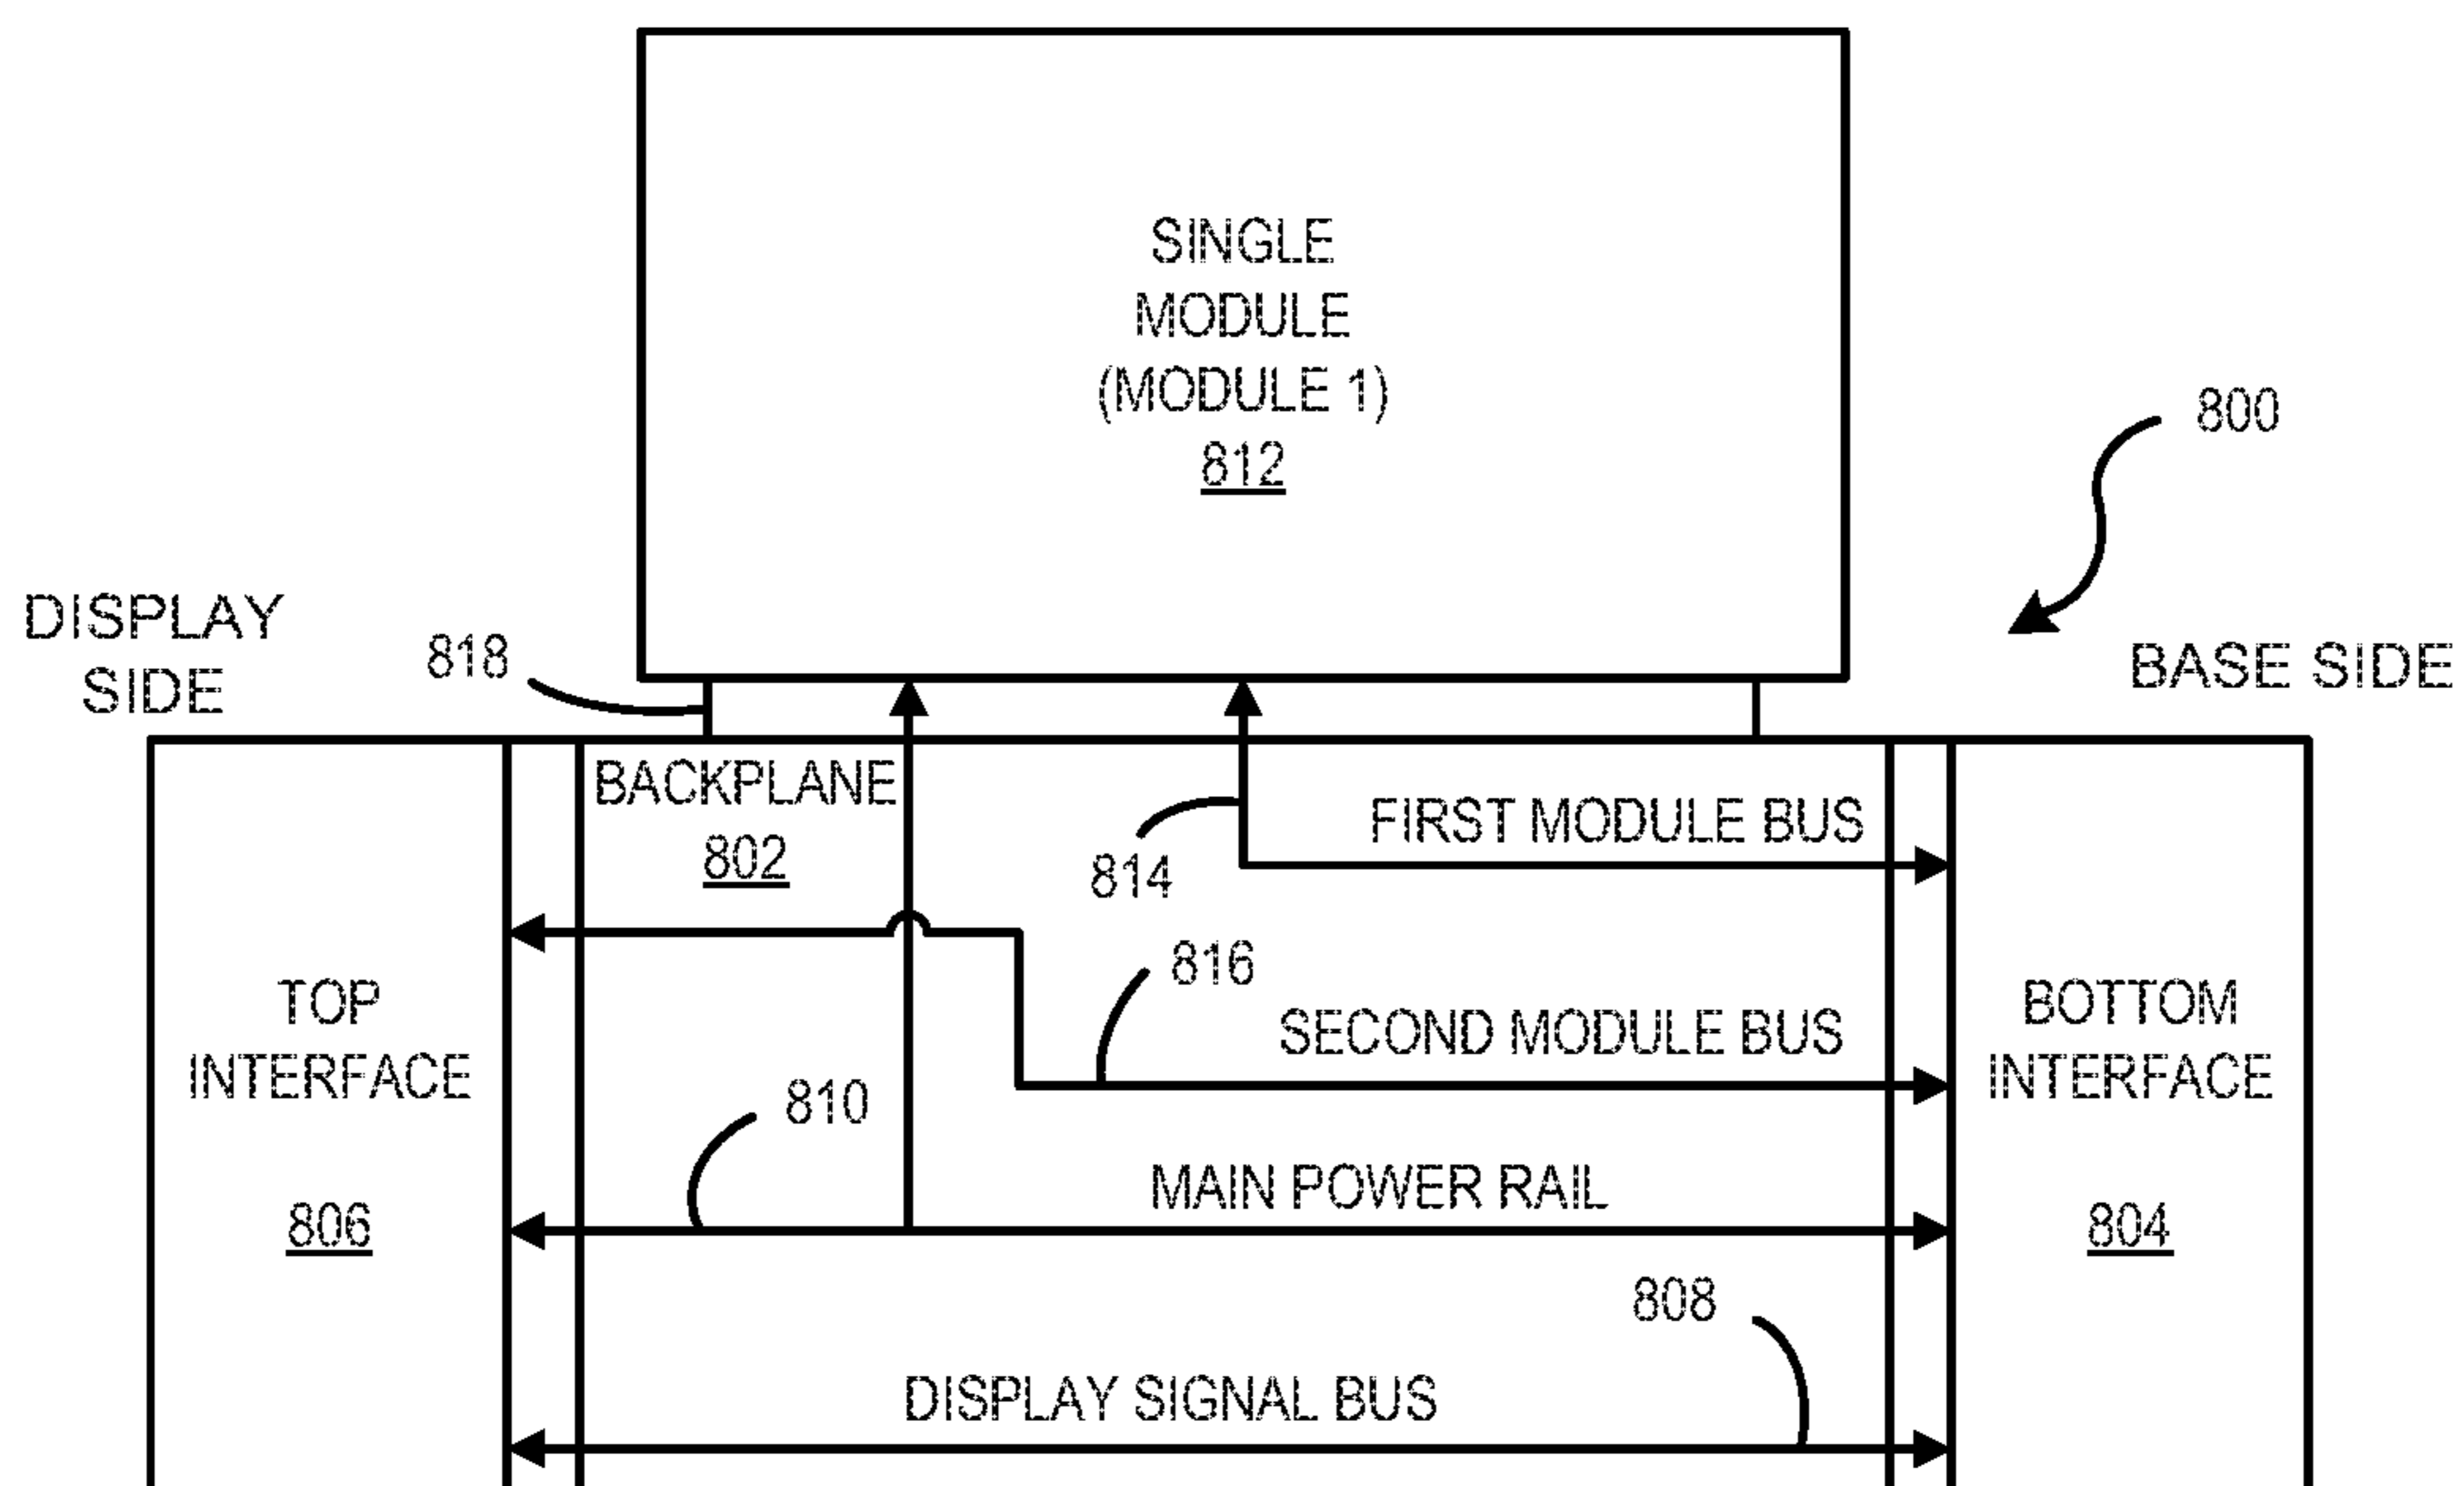 SINGLE
MODULE
(MODULE 1)
812
800
DISPLAY
SIDE
818
BASE SIDE
BACKPLANE
802
FIRST MODULE BUS
814
816
TOP
INTERFACE
806
SECOND MODULE BUS
BOTTOM
INTERFACE
804
810
MAIN POWER RAIL
808
DISPLAY SIGNAL BUS